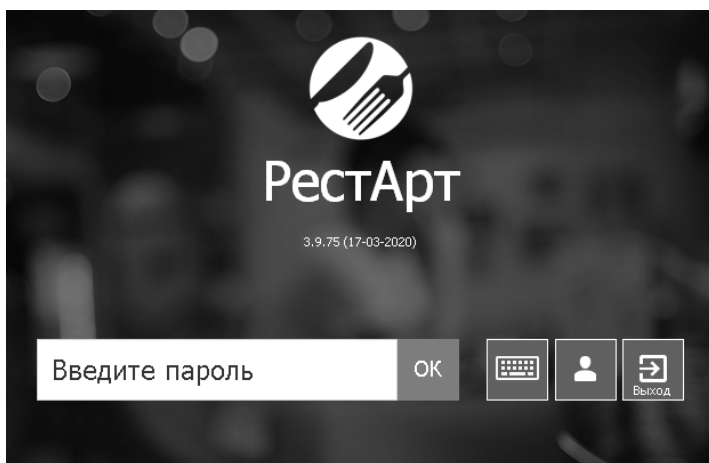 РестАрт
3.9.75 (17-03-2020)
Введите пароль
ОК
Выход